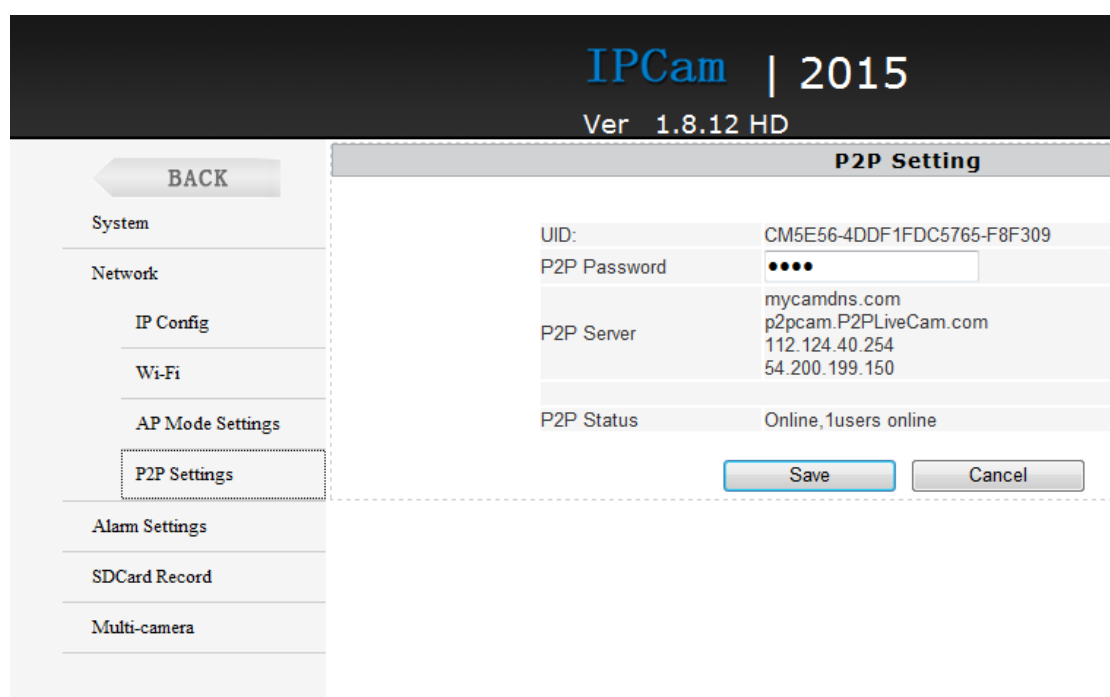 IPCam | 2015
Ver 1.8.12 HD
BACK
System
Network
IP Config
Wi-Fi
AP Mode Settings
P2P Settings
Alarm Settings
SDCard Record
Multi-camera
P2P Setting
UID: CM5E56-4DDF1FDC5765-F8F309
P2P Password ••••
P2P Server
mycamdns.com
p2pcam.P2PLiveCam.com
112.124.40.254
54.200.199.150
P2P Status Online,1users online
Save Cancel